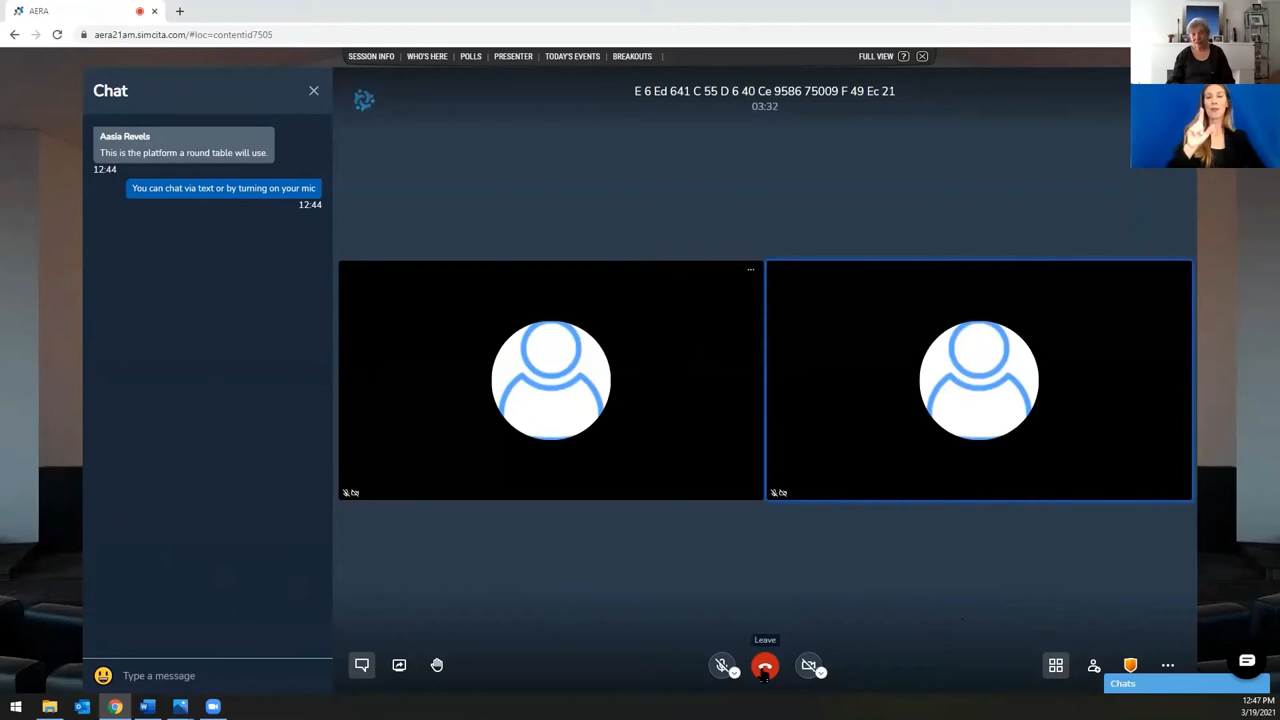 AERA
aera21am.simcita.com/#loc=contentid7505
SESSION INFO WHO'S HERE POLLS PRESENTER TODAY'S EVENTS BREAKOUTS FULL VIEW ?
Chat
E 6 Ed 641 C 55 D 6 40 Ce 9586 75009 F 49 Ec 21
03:32
Aasia Revels
This is the platform a round table will use.
12:44
You can chat via text or by turning on your mic
12:44
Leave
Type a message
Chats
12:47 PM
3/19/2021